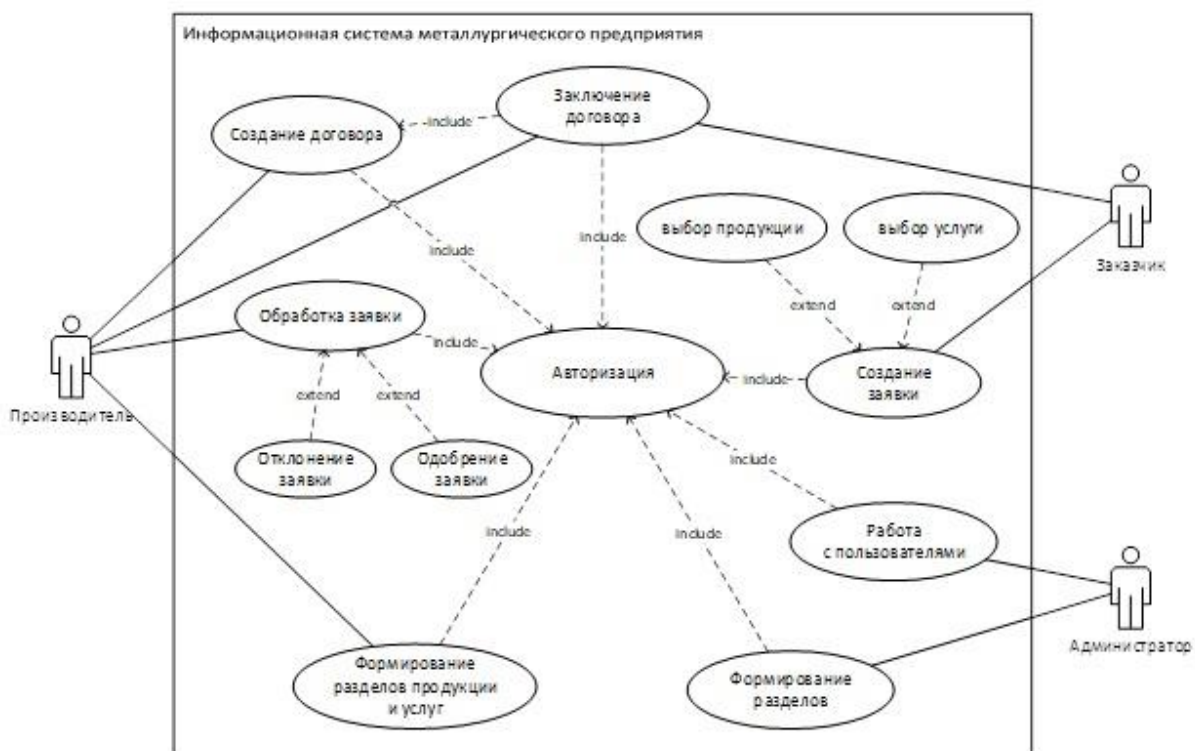 Информационная система металлургического предприятия
Заключение
договора
Создание договора
include
выбор продукции
выбор услуги
include
include
Заказчик
Обработка заявки
extend
extend
include
Авторизация
include
Создание
заявки
Производитель
extend
extend
Отклонение
заявки
Одобрение
заявки
include
include
include
Работа
с пользователями
Администратор
Формирование
разделов продукции
и услуг
Формирование
разделов